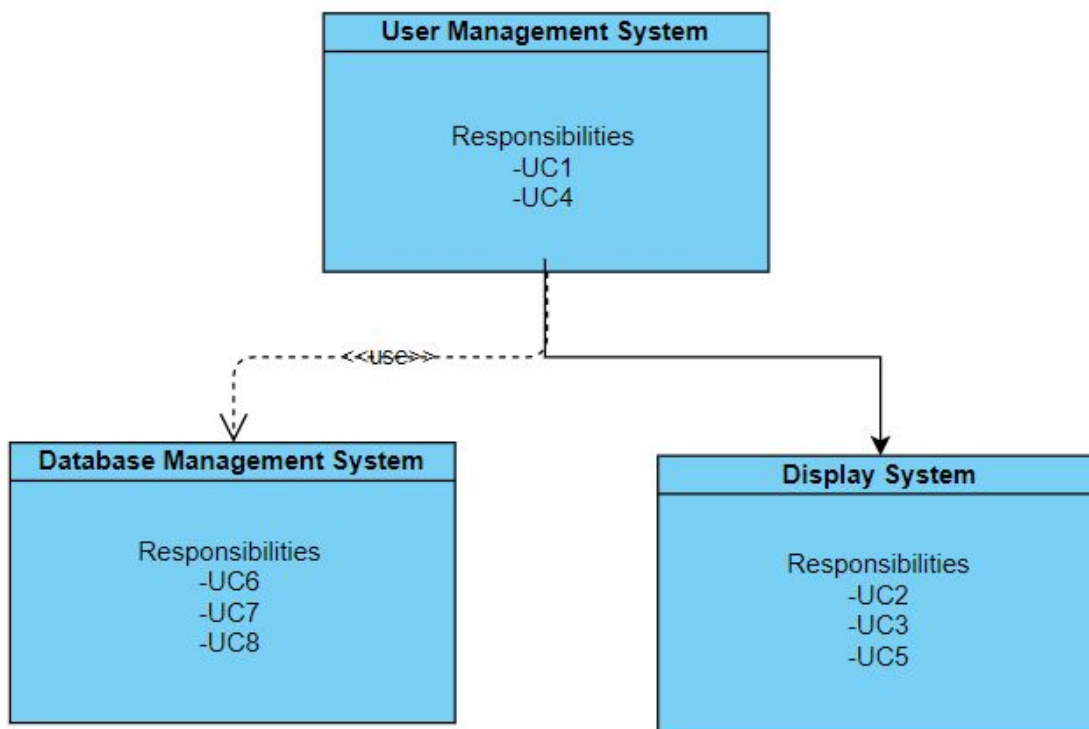 User Management System
Responsibilities
-UC1
-UC4
<<use>>
Database Management System
Responsibilities
-UC6
-UC7
-UC8
Display System
Responsibilities
-UC2
-UC3
-UC5